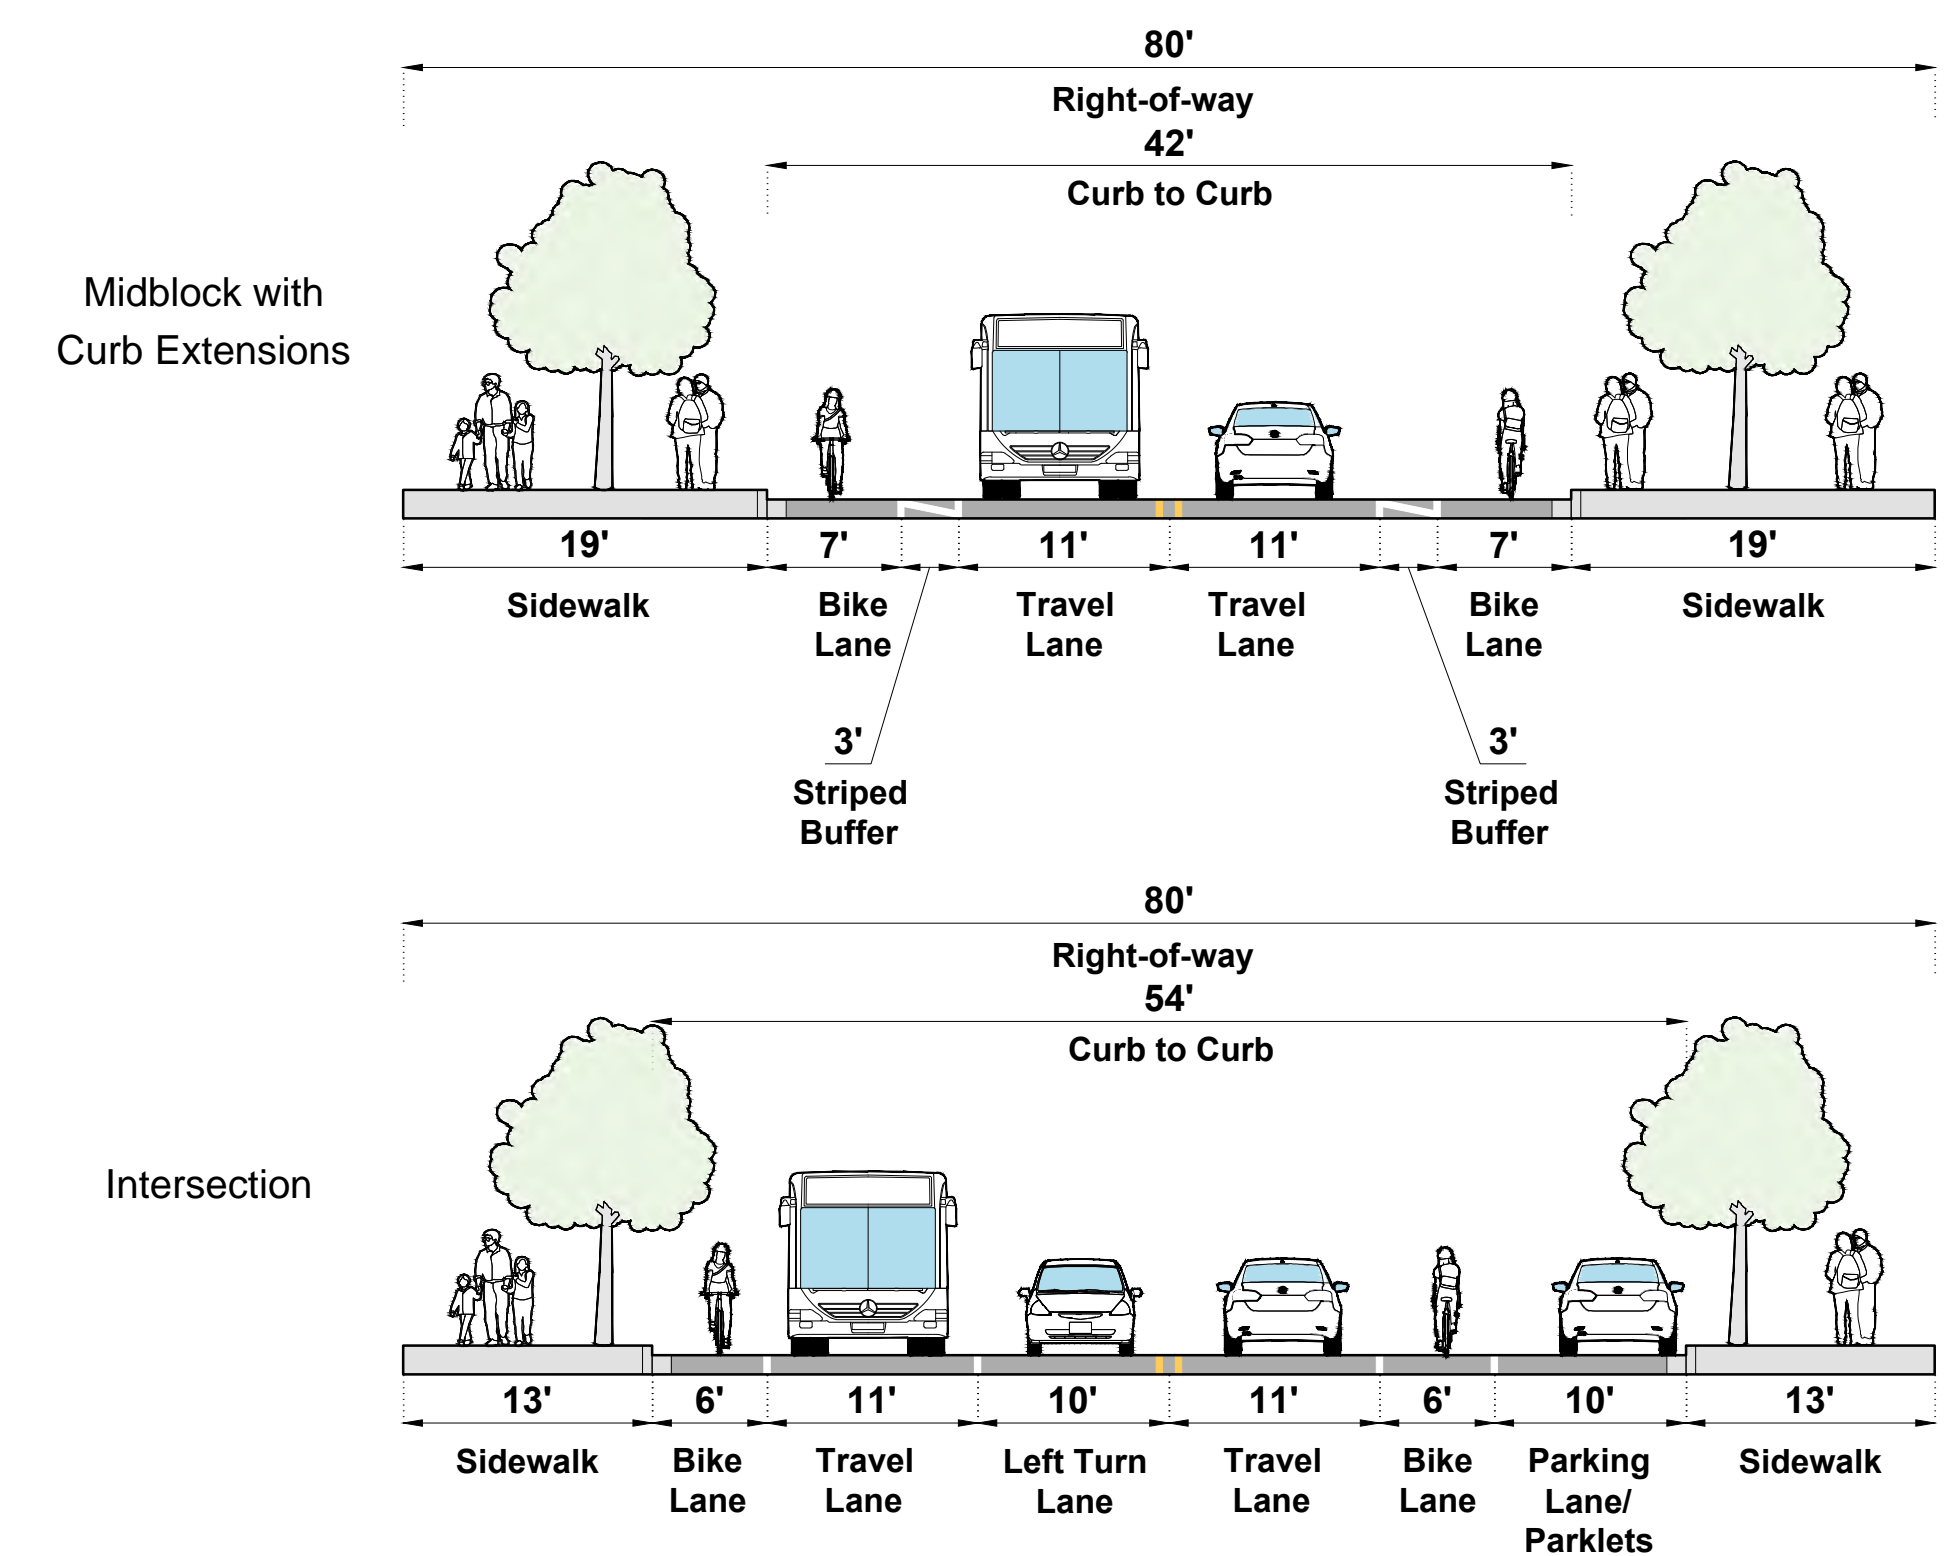 80'
Right-of-way
42'
Curb to Curb
Midblock with
Curb Extensions
19'
7'
11'
11'
7'
19'
Sidewalk
Bike
Lane
Travel
Lane
Travel
Lane
Bike
Lane
Sidewalk
3'
Striped
Buffer
3'
Striped
Buffer
80'
Right-of-way
54'
Curb to Curb
Intersection
13'
6'
11'
10'
11'
6'
10'
13'
Sidewalk
Bike
Lane
Travel
Lane
Left Turn
Lane
Travel
Lane
Bike
Lane
Parking
Lane/
Parklets
Sidewalk